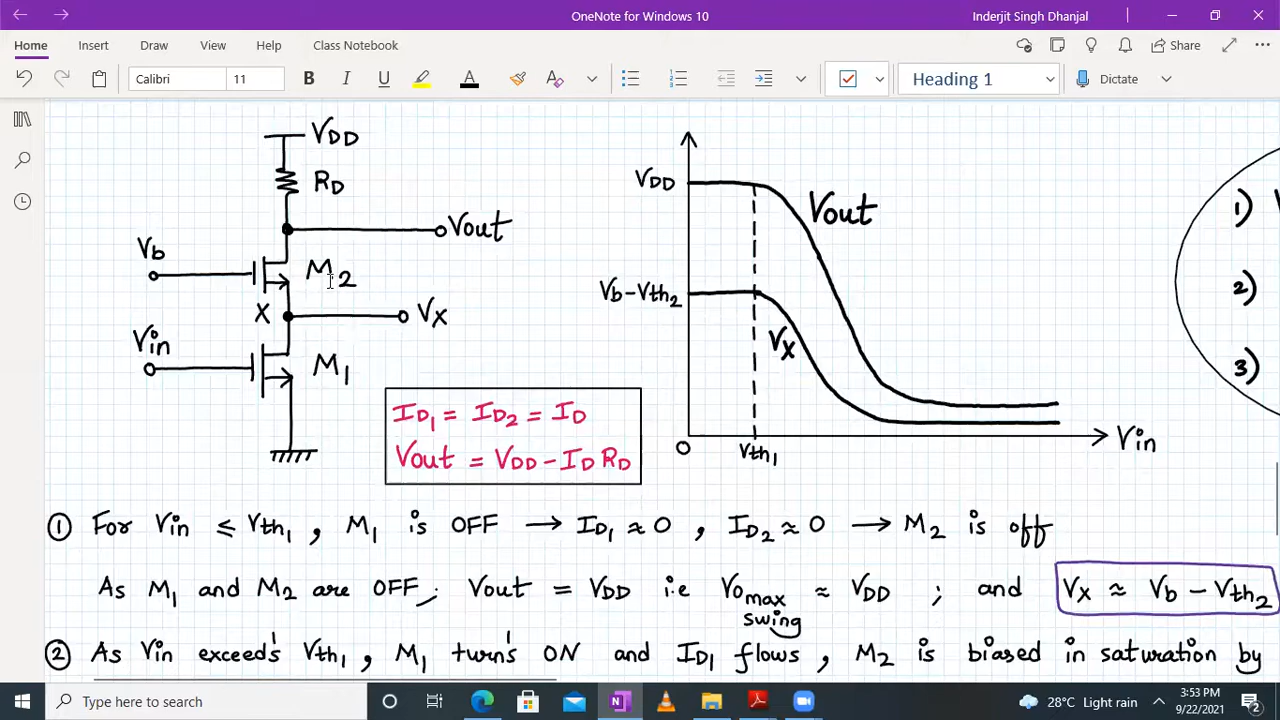 OneNote for Windows 10
Inderjit Singh Dhanjal
Home Insert Draw View Help Class Notebook
Share
Calibri 11 B I U A
Heading 1
Dictate
VDD
RD
Vout
Vb
M2
X
VX
Vin
M1
ID1 = ID2 = ID
Vout = VDD - ID RD
VDD
Vout
Vb-Vth2
VX
O
Vth1
Vin
1)
2)
3)
① For Vin ≤ Vth1 , M1 is OFF → ID1 ≈ 0 , ID2 ≈ 0 → M2 is off
As M1 and M2 are OFF; Vout = VDD i.e Vomax ≈ VDD ; and VX ≈ Vb - Vth2
swing
② As Vin exceed's Vth1 , M1 turn's ON and ID1 flows , M2 is biased in saturation by
Type here to search
28°C Light rain
3:53 PM
9/22/2021
2